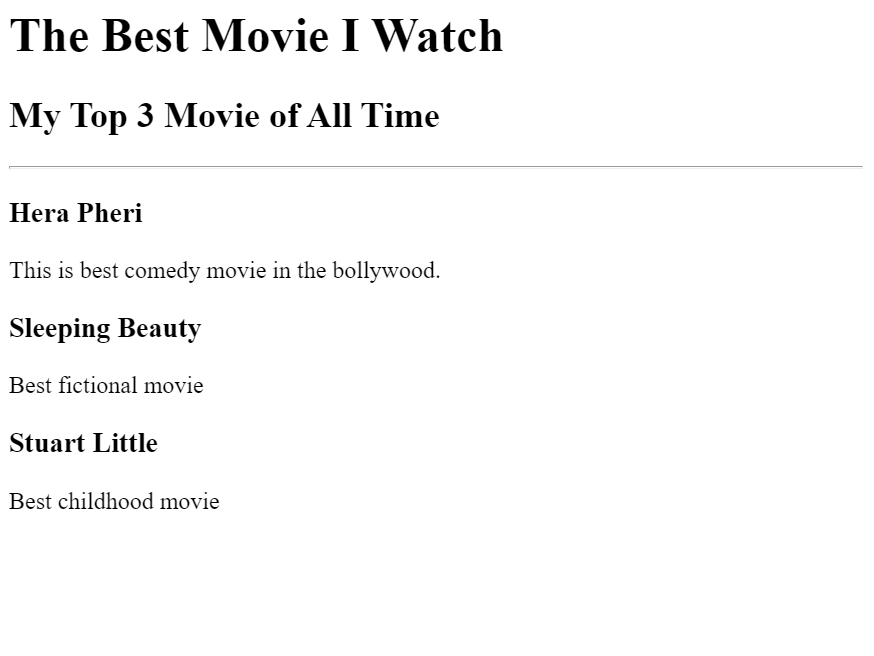 The Best Movie I Watch
My Top 3 Movie of All Time
Hera Pheri
This is best comedy movie in the bollywood.
Sleeping Beauty
Best fictional movie
Stuart Little
Best childhood movie